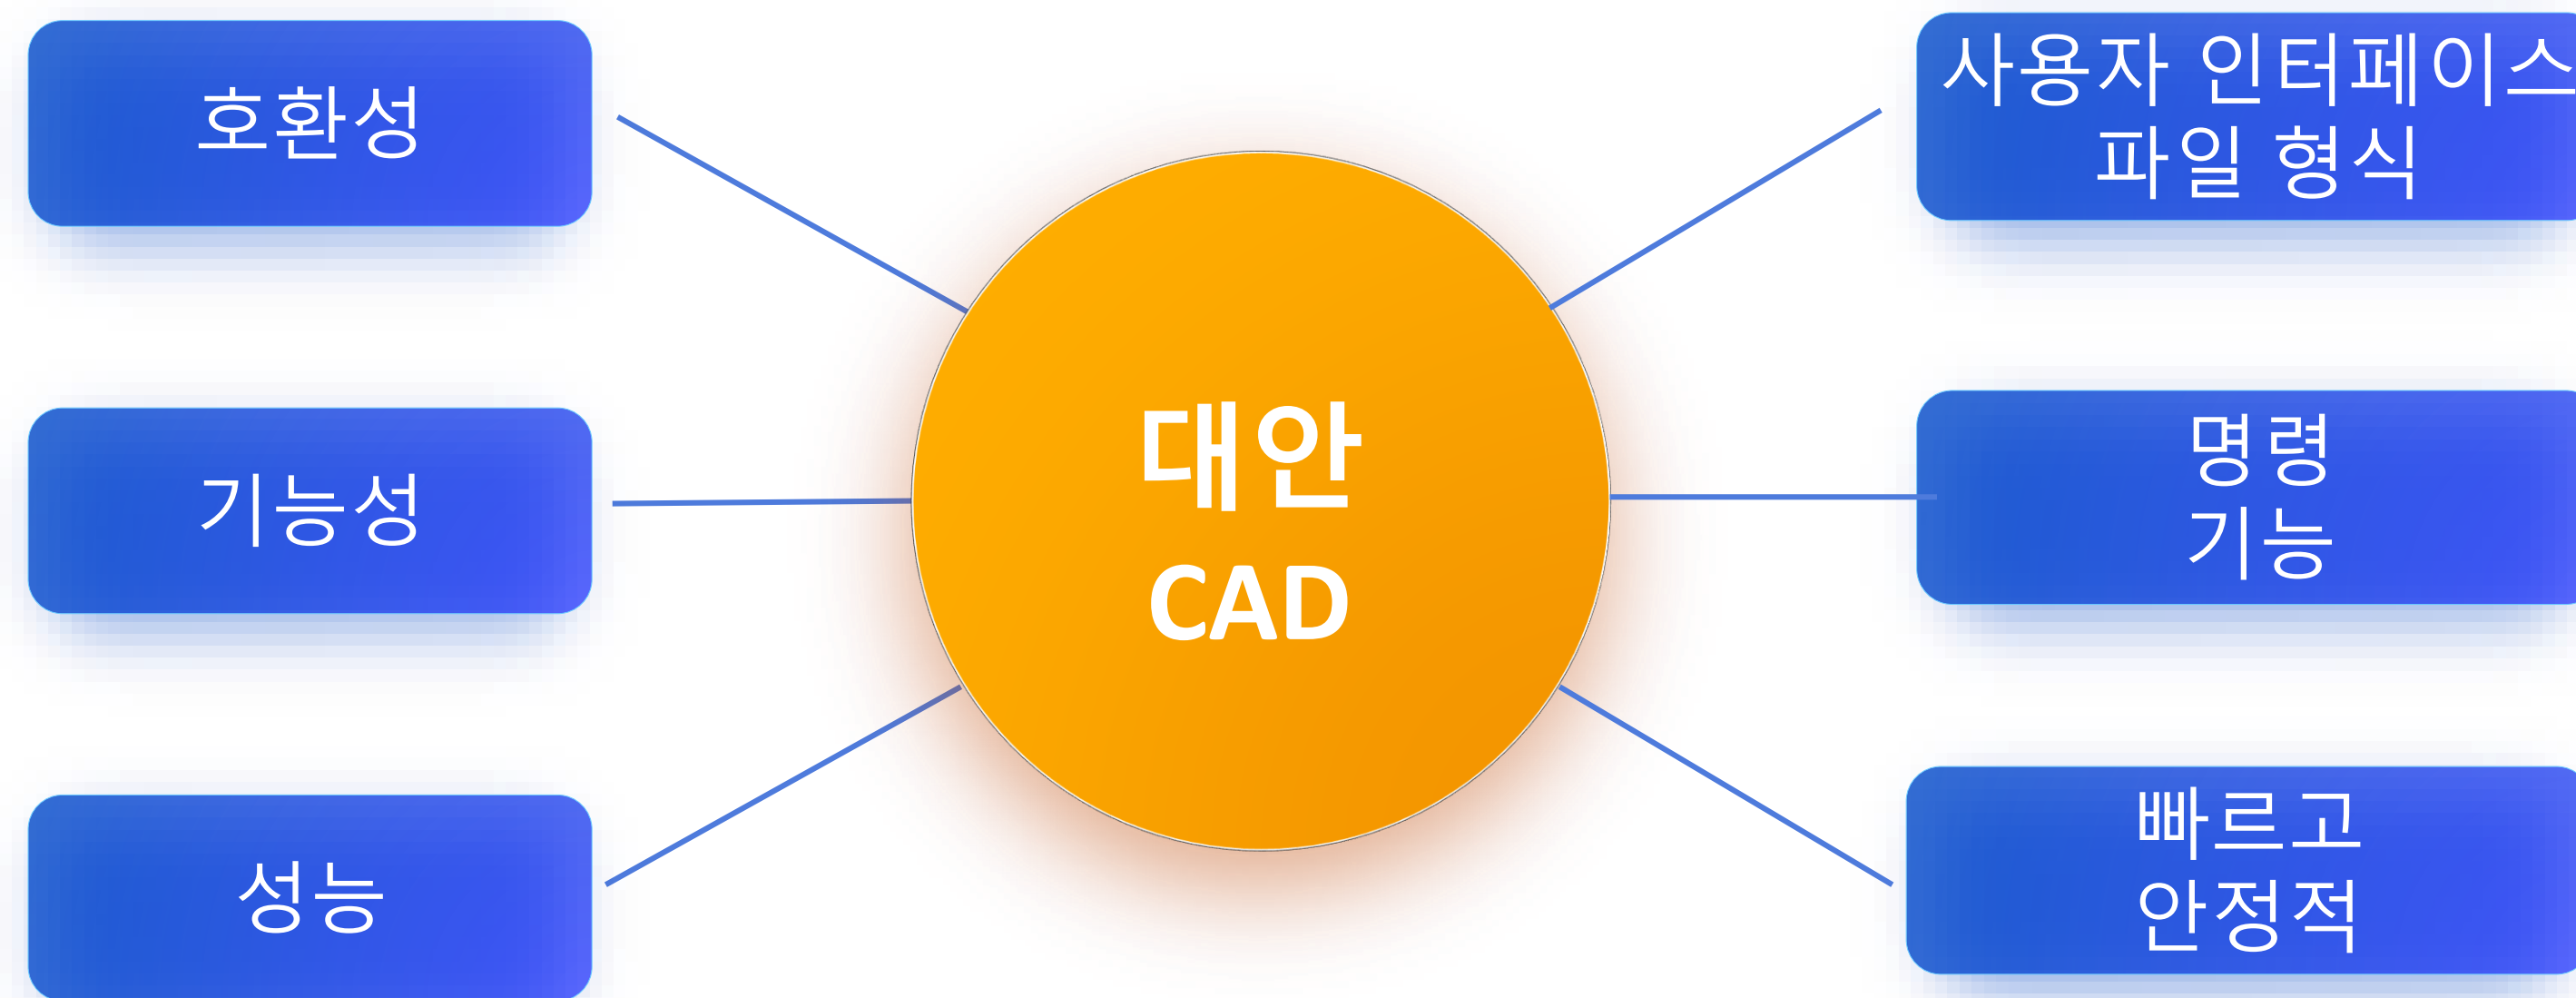 호환성
기능성
성능
대안
CAD
사용자 인터페이스
파일 형식
명령
기능
빠르고
안정적